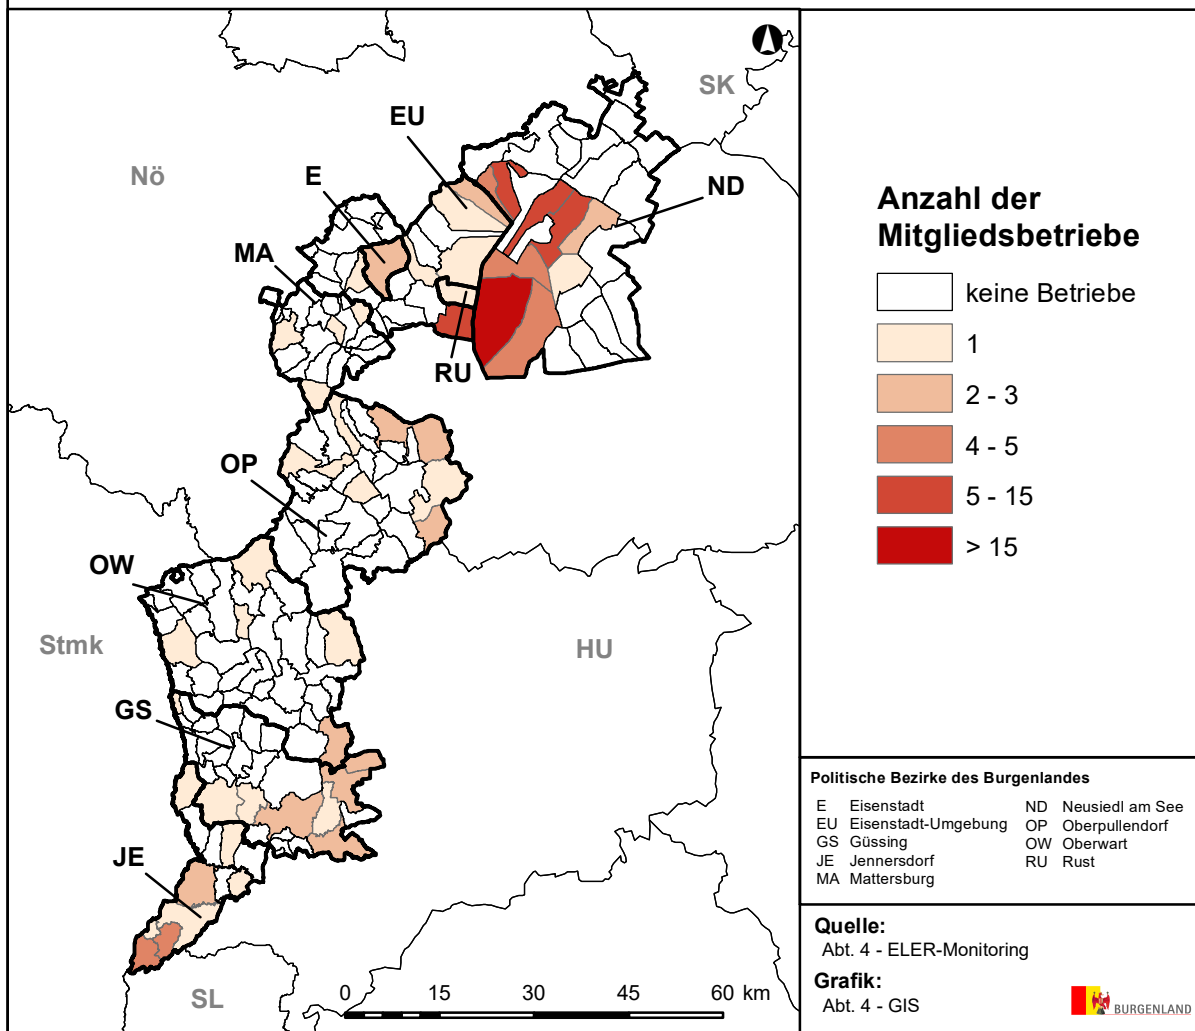 SK
EU
Nö
E
ND
MA
RU
OP
OW
Stmk
HU
GS
JE
SL
0 15 30 45 60 km
Anzahl der
Mitgliedsbetriebe
keine Betriebe
1
2 - 3
4 - 5
5 - 15
> 15
Politische Bezirke des Burgenlandes
E Eisenstadt
EU Eisenstadt-Umgebung
GS Güssing
JE Jennersdorf
MA Mattersburg
ND Neusiedl am See
OP Oberpullendorf
OW Oberwart
RU Rust
Quelle:
Abt. 4 - ELER-Monitoring
Grafik:
Abt. 4 - GIS
BURGENLAND